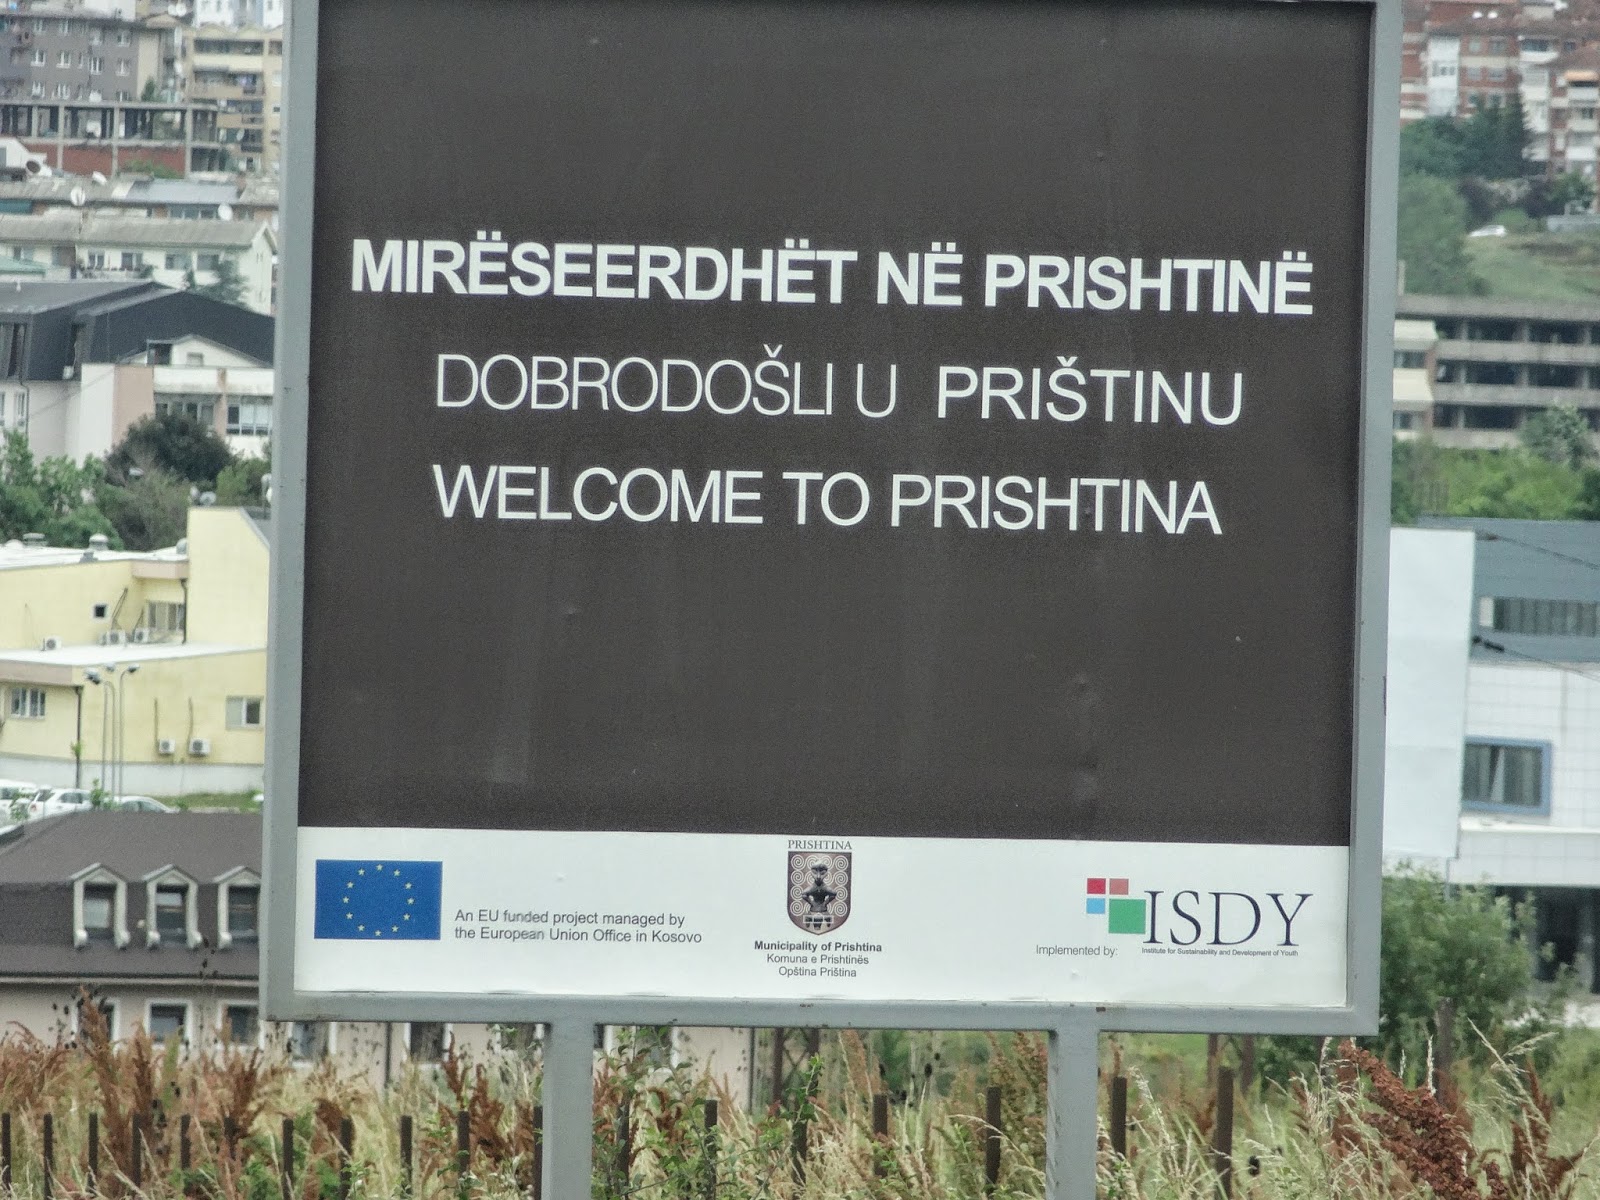 MIRËSEERDHËT NË PRISHTINË
DOBRODOŠLI U PRIŠTINU
WELCOME TO PRISHTINA
An EU funded project managed by
the European Union Office in Kosovo
PRISHTINA
Municipality of Prishtina
Komuna e Prishtinës
Opština Priština
Implemented by:
ISDY
Institute for Sustainability and Development of Youth